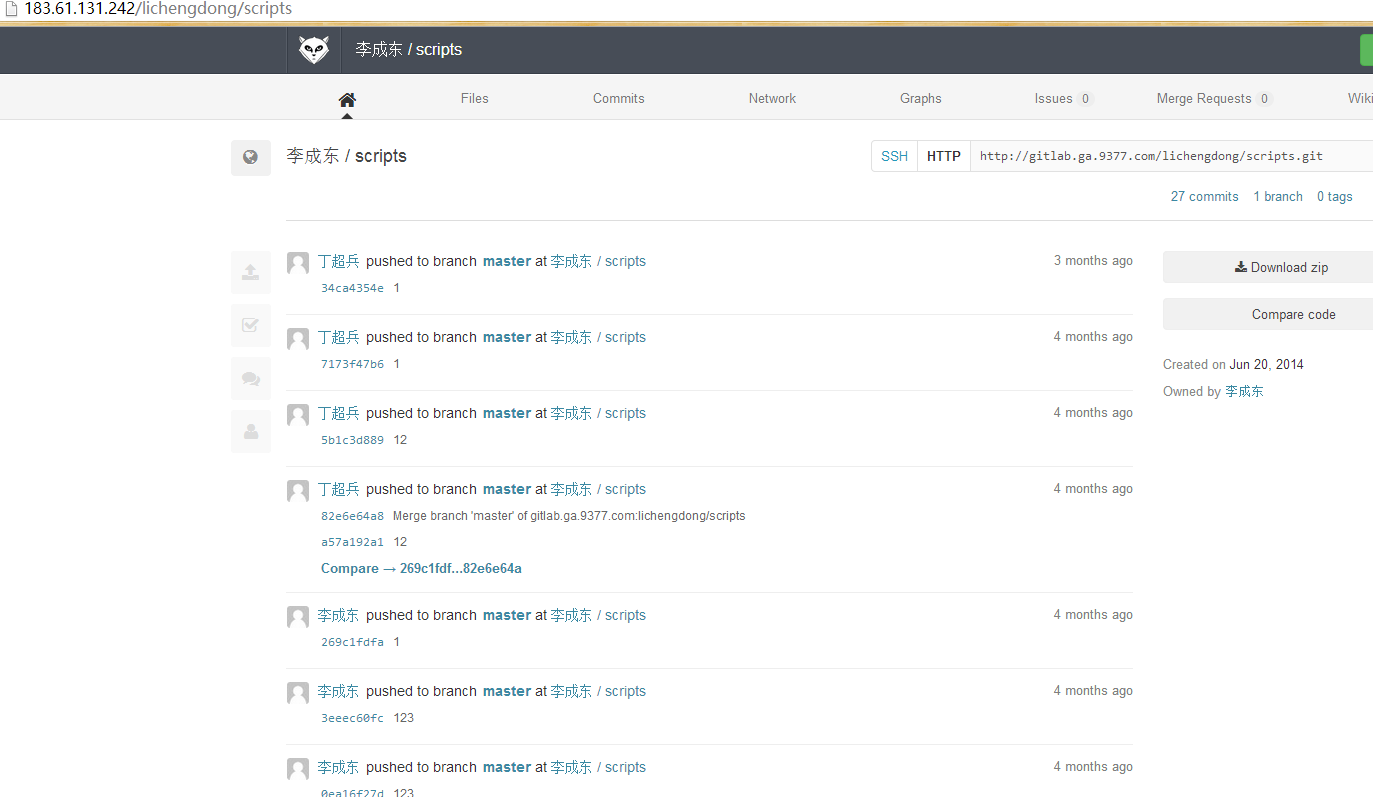 183.61.131.242/lichengdong/scripts
李成东 / scripts
Files Commits Network Graphs Issues 0 Merge Requests 0 Wiki
李成东 / scripts
SSH HTTP http://gitlab.ga.9377.com/lichengdong/scripts.git
27 commits 1 branch 0 tags
丁超兵 pushed to branch master at 李成东 / scripts 3 months ago
34ca4354e 1
Download zip
Compare code
丁超兵 pushed to branch master at 李成东 / scripts 4 months ago
7173f47b6 1
Created on Jun 20, 2014
Owned by 李成东
丁超兵 pushed to branch master at 李成东 / scripts 4 months ago
5b1c3d889 12
丁超兵 pushed to branch master at 李成东 / scripts 4 months ago
82e6e64a8 Merge branch 'master' of gitlab.ga.9377.com:lichengdong/scripts
a57a192a1 12
Compare → 269c1fdf...82e6e64a
李成东 pushed to branch master at 李成东 / scripts 4 months ago
269c1fdfa 1
李成东 pushed to branch master at 李成东 / scripts 4 months ago
3eeec60fc 123
李成东 pushed to branch master at 李成东 / scripts 4 months ago
0ea16f27d 123